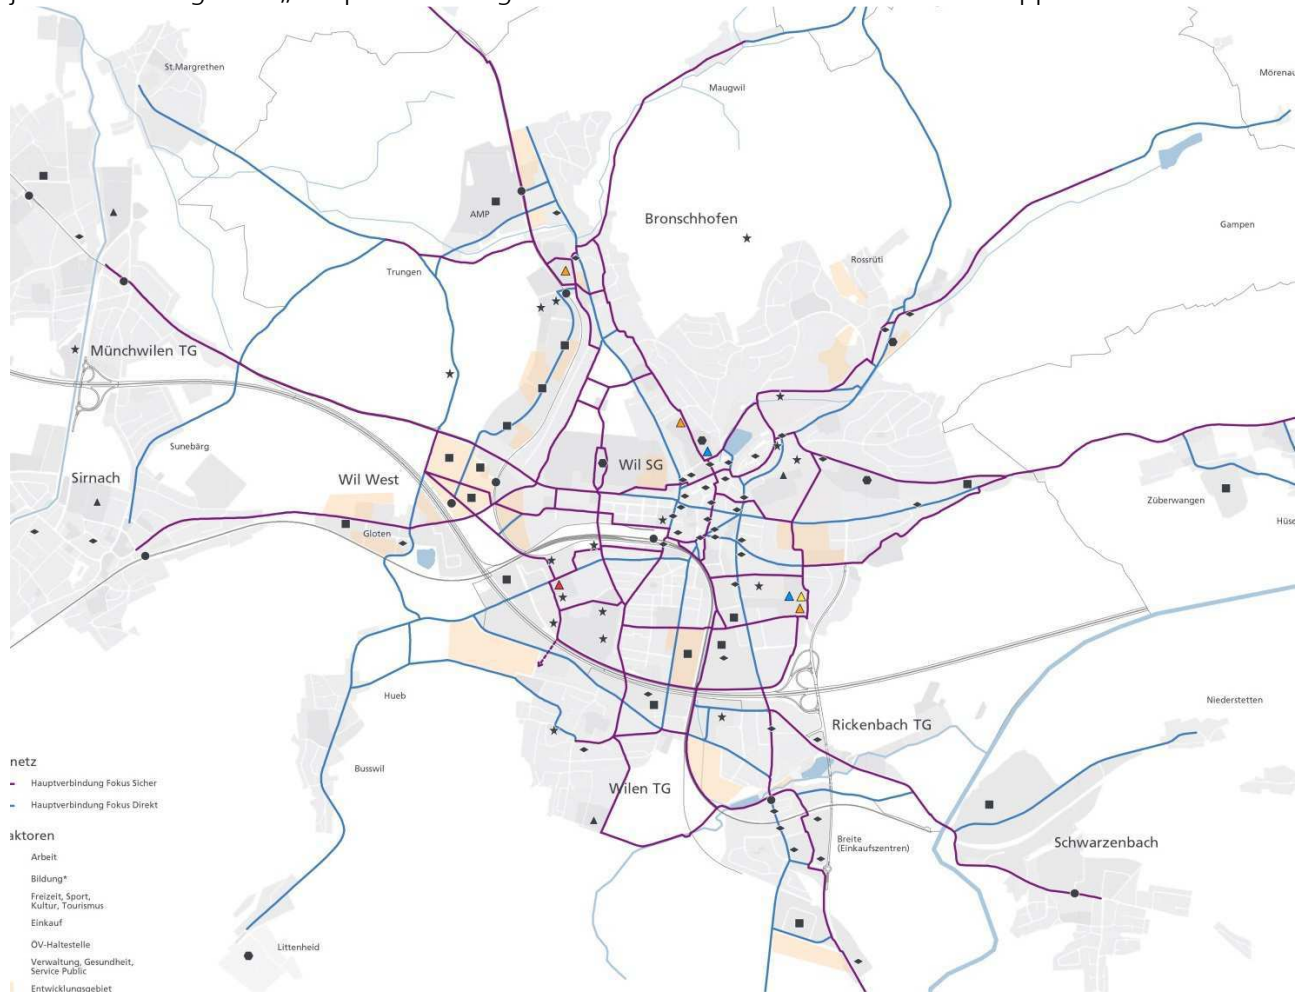 St.Margrethen
Maugwil
Mörenau
AMP
Bronschhofen
Gampen
Trungen
Rossrüti
Münchwilen TG
Sunebärg
Wil SG
Sirnach
Wil West
Züberwangen
Gloten
Hüse
Hueb
Niederstetten
Rickenbach TG
netz
Busswil
Hauptverbindung Fokus Sicher
Wilen TG
Hauptverbindung Fokus Direkt
aktoren
Breite
(Einkaufszentren)
Schwarzenbach
Arbeit
Bildung*
Freizeit, Sport,
Kultur, Tourismus
Einkauf
ÖV-Haltestelle
Littenheid
Verwaltung, Gesundheit,
Service Public
Entwicklungsgebiet